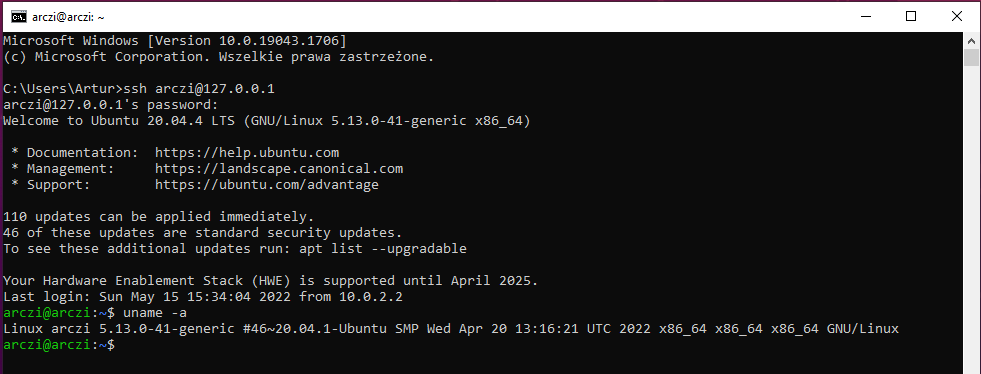 arczi@arczi: ~
Microsoft Windows [Version 10.0.19043.1706]
(c) Microsoft Corporation. Wszelkie prawa zastrzeżone.
C:\Users\Artur>ssh arczi@127.0.0.1
arczi@127.0.0.1's password:
Welcome to Ubuntu 20.04.4 LTS (GNU/Linux 5.13.0-41-generic x86_64)
* Documentation:  https://help.ubuntu.com
* Management:     https://landscape.canonical.com
* Support:        https://ubuntu.com/advantage
110 updates can be applied immediately.
46 of these updates are standard security updates.
To see these additional updates run: apt list --upgradable
Your Hardware Enablement Stack (HWE) is supported until April 2025.
Last login: Sun May 15 15:34:04 2022 from 10.0.2.2
arczi@arczi:~$ uname -a
Linux arczi 5.13.0-41-generic #46~20.04.1-Ubuntu SMP Wed Apr 20 13:16:21 UTC 2022 x86_64 x86_64 x86_64 GNU/Linux
arczi@arczi:~$